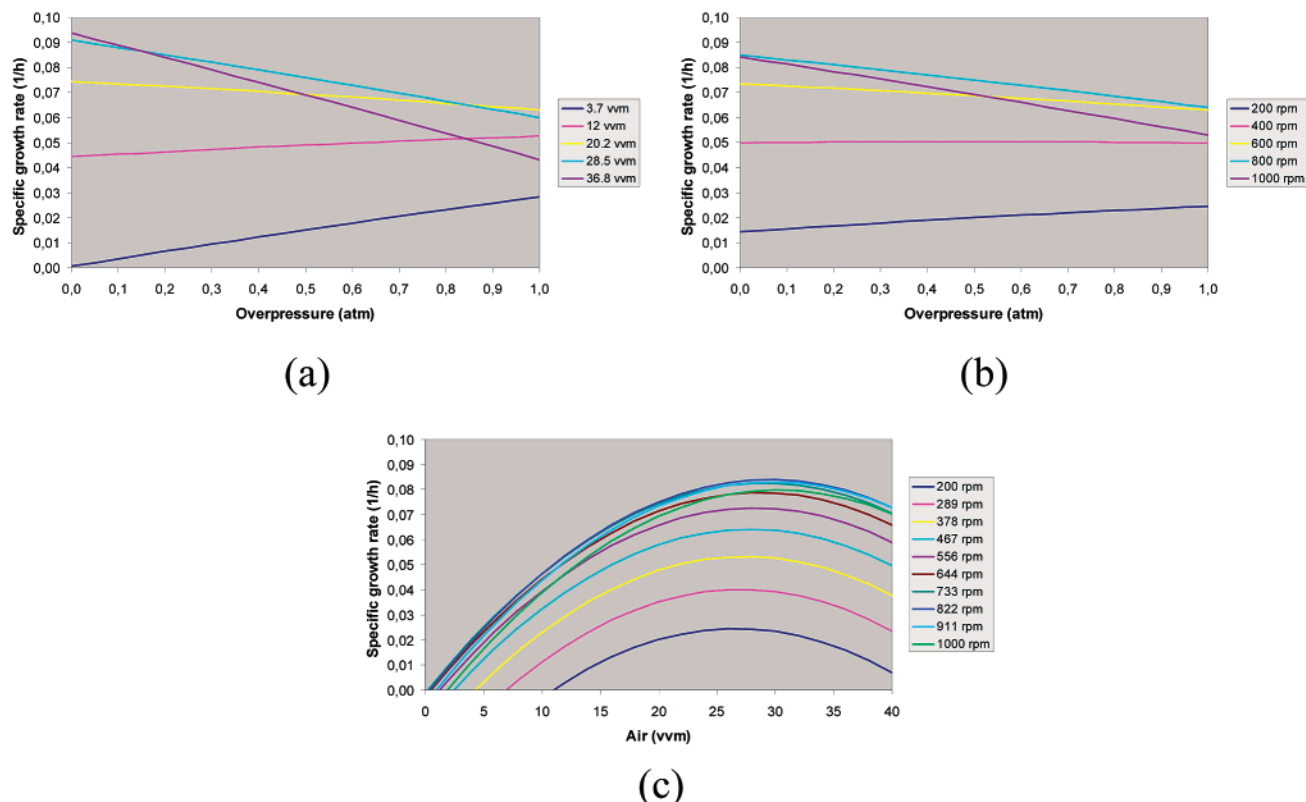 0,10
0,09
0,08
0,07
0,06
0,05
0,04
0,03
0,02
0,01
0,00
Specific growth rate (1/h)
0,0 0,1 0,2 0,3 0,4 0,5 0,6 0,7 0,8 0,9 1,0
Overpressure (atm)
3.7 vvm
12 vvm
20.2 vvm
28.5 vvm
36.8 vvm
(a)
0,10
0,09
0,08
0,07
0,06
0,05
0,04
0,03
0,02
0,01
0,00
Specific growth rate (1/h)
0,0 0,1 0,2 0,3 0,4 0,5 0,6 0,7 0,8 0,9 1,0
Overpressure (atm)
200 rpm
400 rpm
600 rpm
800 rpm
1000 rpm
(b)
0,10
0,09
0,08
0,07
0,06
0,05
0,04
0,03
0,02
0,01
0,00
Specific growth rate (1/h)
0 5 10 15 20 25 30 35 40
Air (vvm)
200 rpm
289 rpm
378 rpm
467 rpm
556 rpm
644 rpm
733 rpm
822 rpm
911 rpm
1000 rpm
(c)